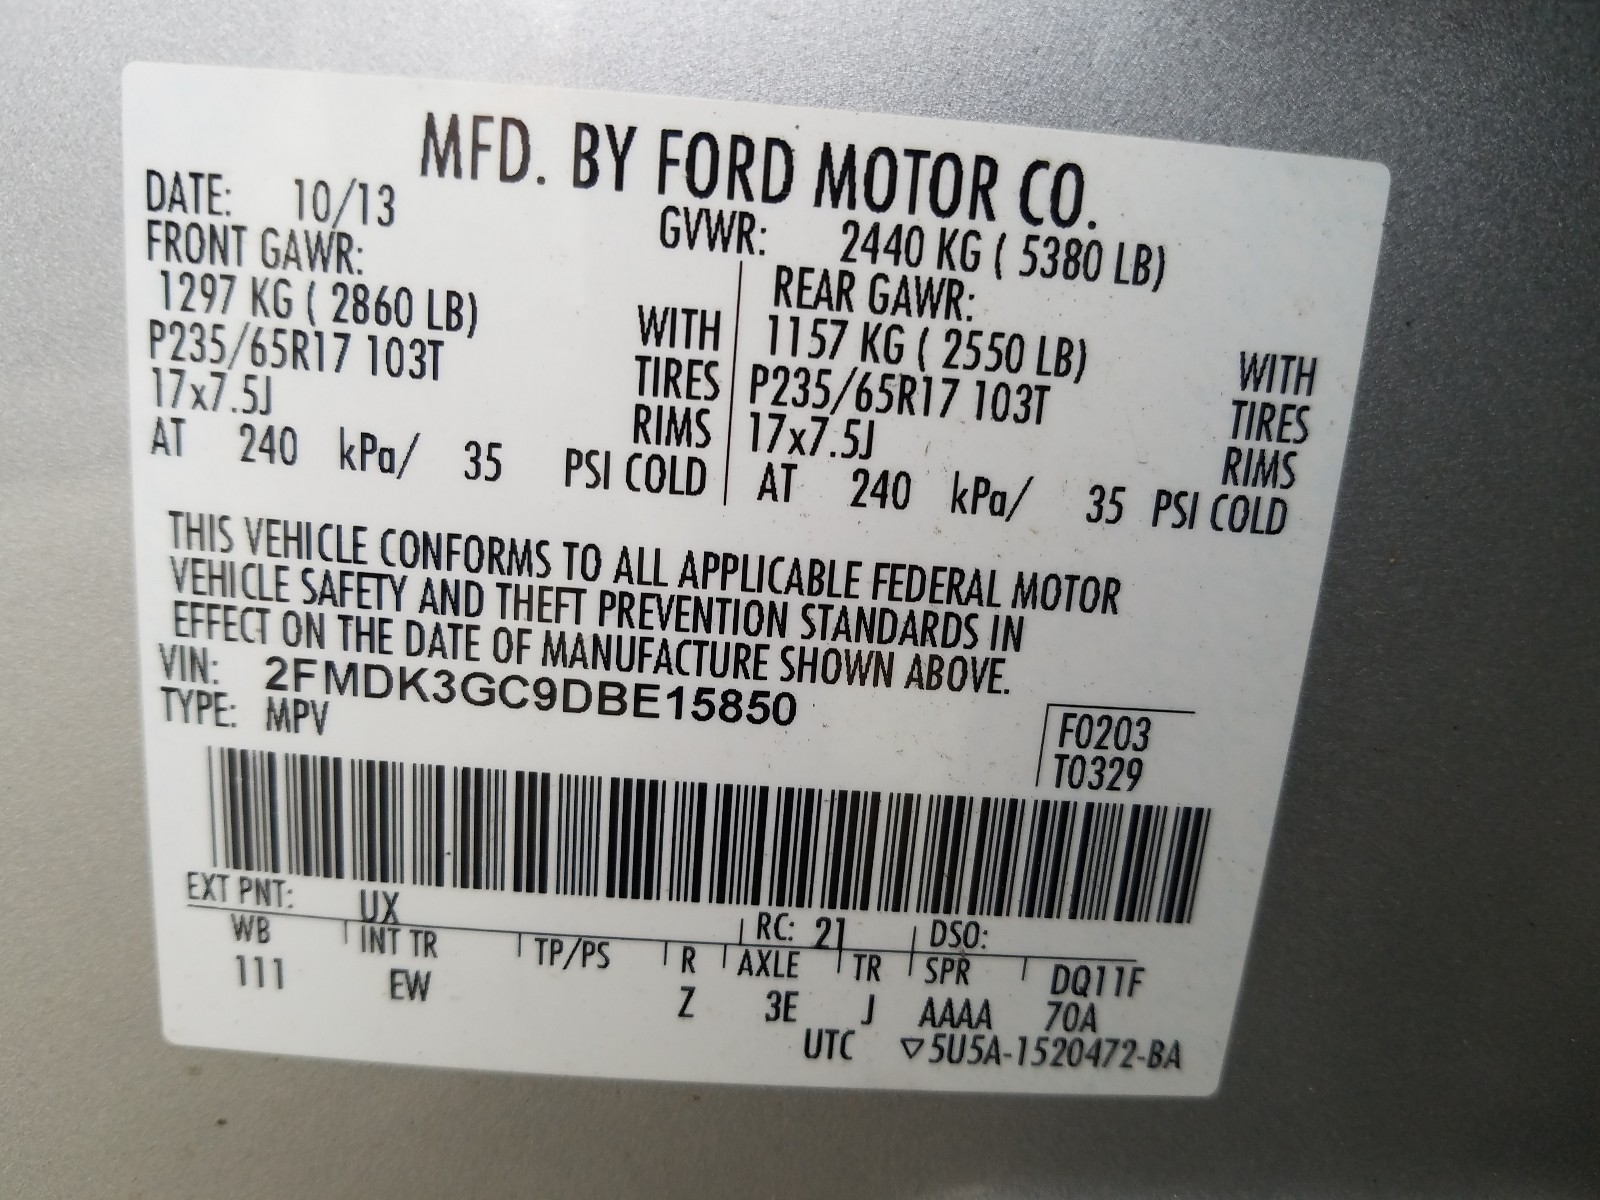 MFD. BY FORD MOTOR CO.
DATE: 10/13 GVWR: 2440 KG ( 5380 LB)
FRONT GAWR: REAR GAWR:
1297 KG ( 2860 LB) WITH 1157 KG ( 2550 LB) WITH
P235/65R17 103T TIRES P235/65R17 103T TIRES
17x7.5J RIMS 17x7.5J RIMS
AT 240 kPa/ 35 PSI COLD AT 240 kPa/ 35 PSI COLD
THIS VEHICLE CONFORMS TO ALL APPLICABLE FEDERAL MOTOR
VEHICLE SAFETY AND THEFT PREVENTION STANDARDS IN
EFFECT ON THE DATE OF MANUFACTURE SHOWN ABOVE.
VIN: 2FMDK3GC9DBE15850
TYPE: MPV
F0203
T0329
EXT PNT: UX RC: 21 DSO:
WB INT TR TP/PS R AXLE TR SPR DQ11F
111 EW Z 3E J AAAA 70A
UTC ▽5U5A-1520472-BA